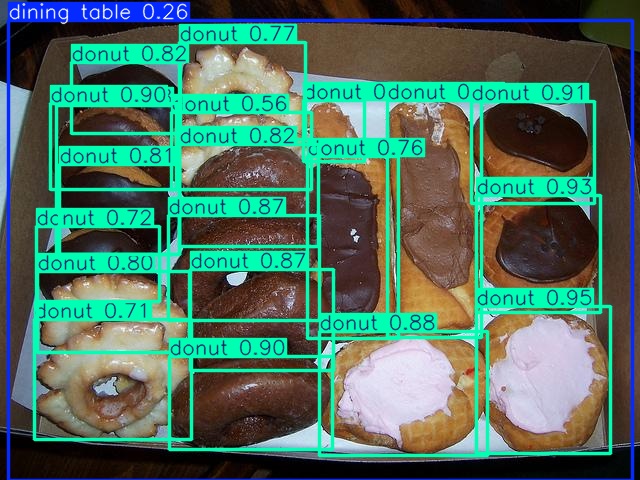 dining table 0.26
donut 0.77
donut 0.82
donut 0.90
donut 0.56
donut 0.82
donut 0.81
donut 0.76
donut 0
donut 0
donut 0.91
donut 0.93
donut 0.72
donut 0.87
donut 0.80
donut 0.87
donut 0.95
donut 0.71
donut 0.88
donut 0.90